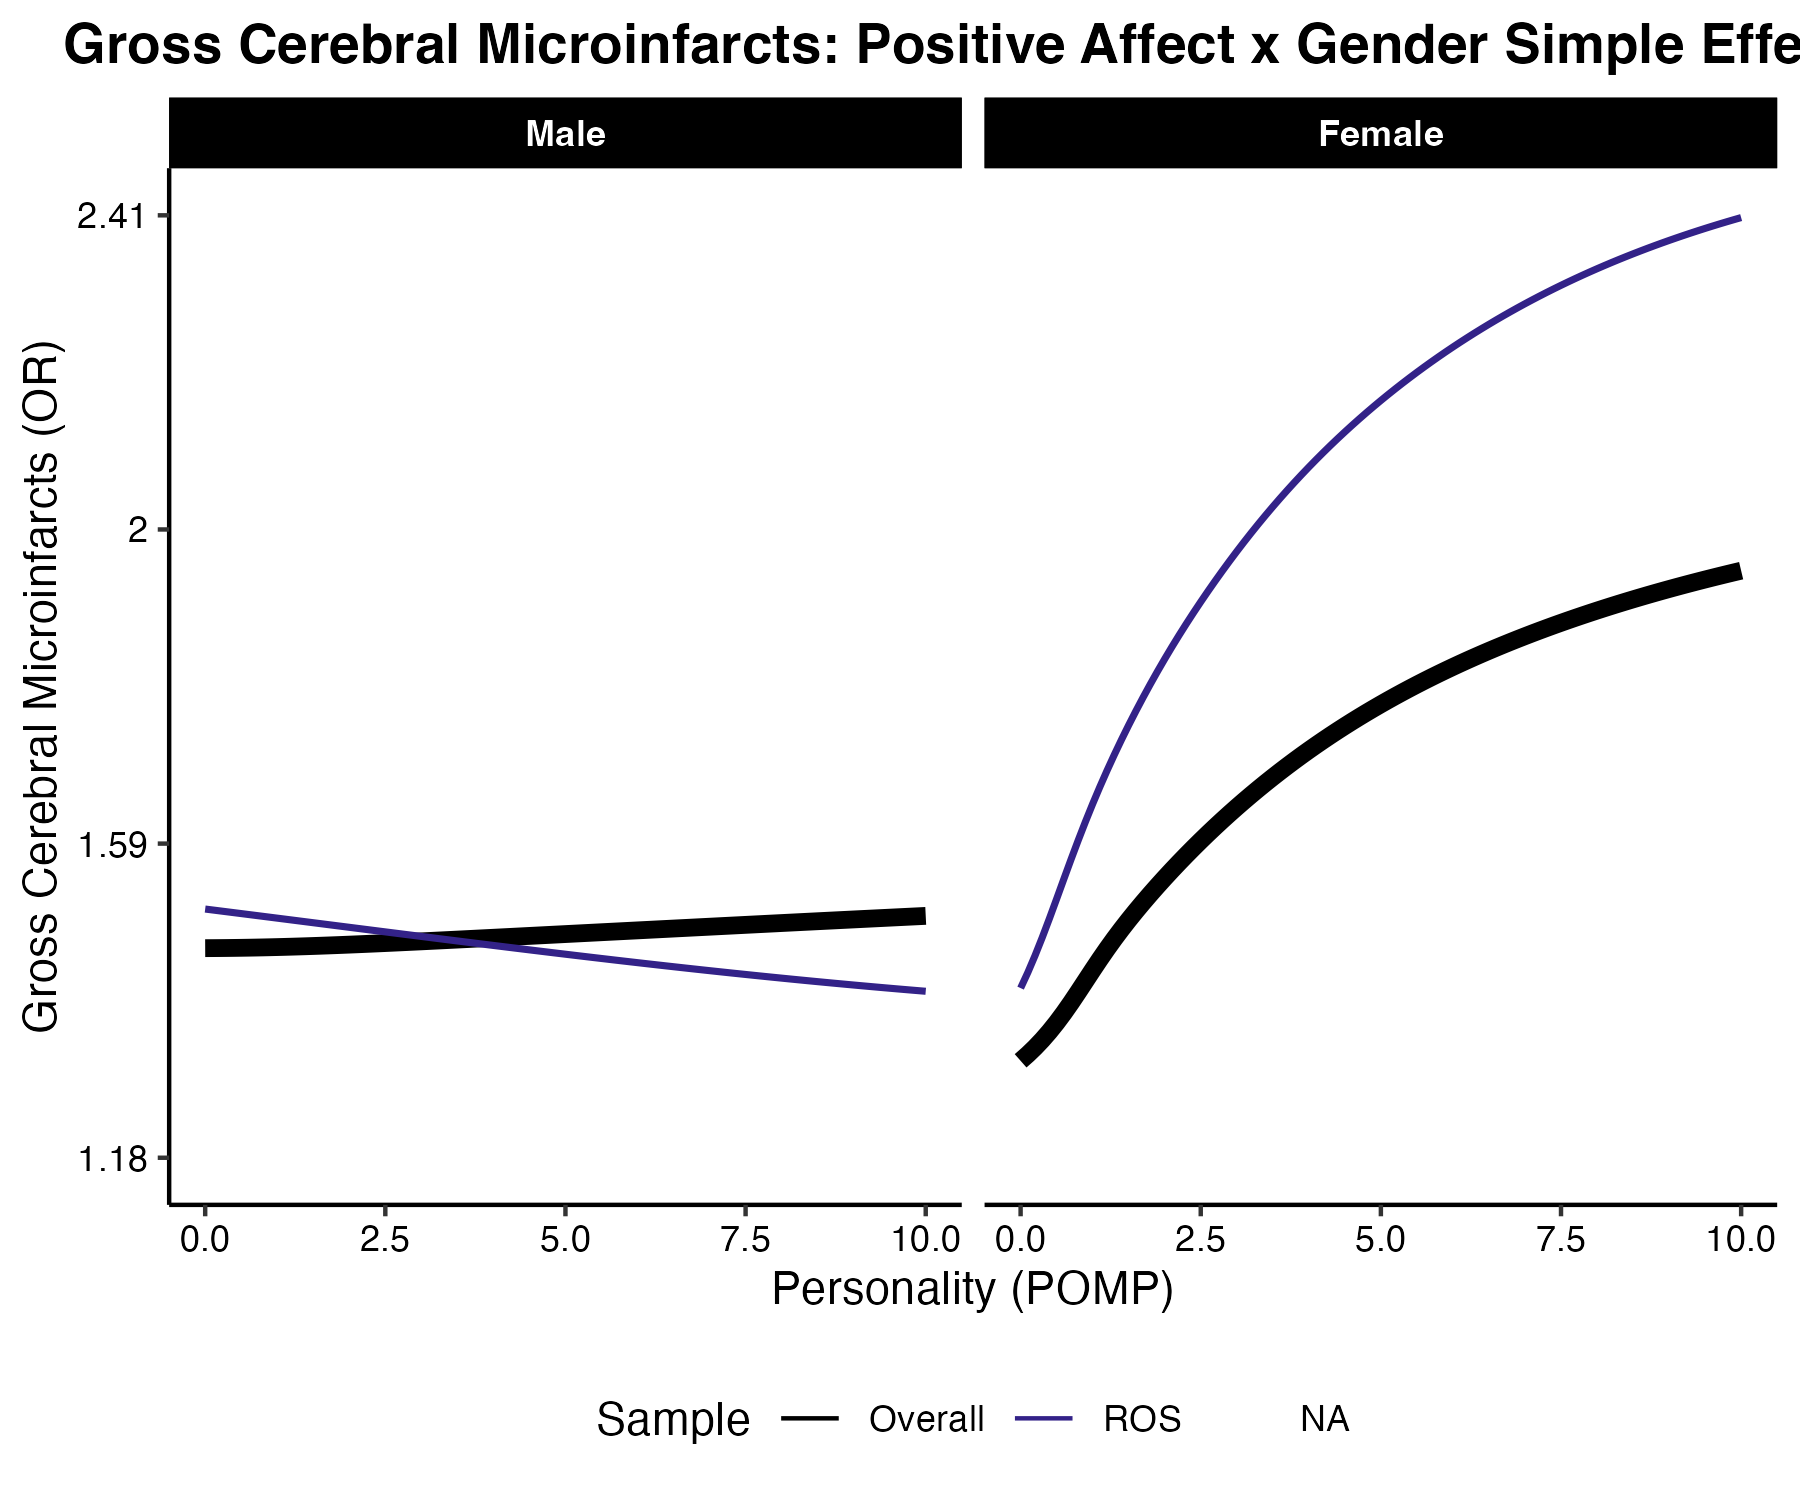 Gross Cerebral Microinfarcts: Positive Affect x Gender Simple Effe
Male Female
Gross Cerebral Microinfarcts (OR)
2.41
2
1.59
1.18
0.0 2.5 5.0 7.5 10.0 0.0 2.5 5.0 7.5 10.0
Personality (POMP)
Sample Overall ROS NA